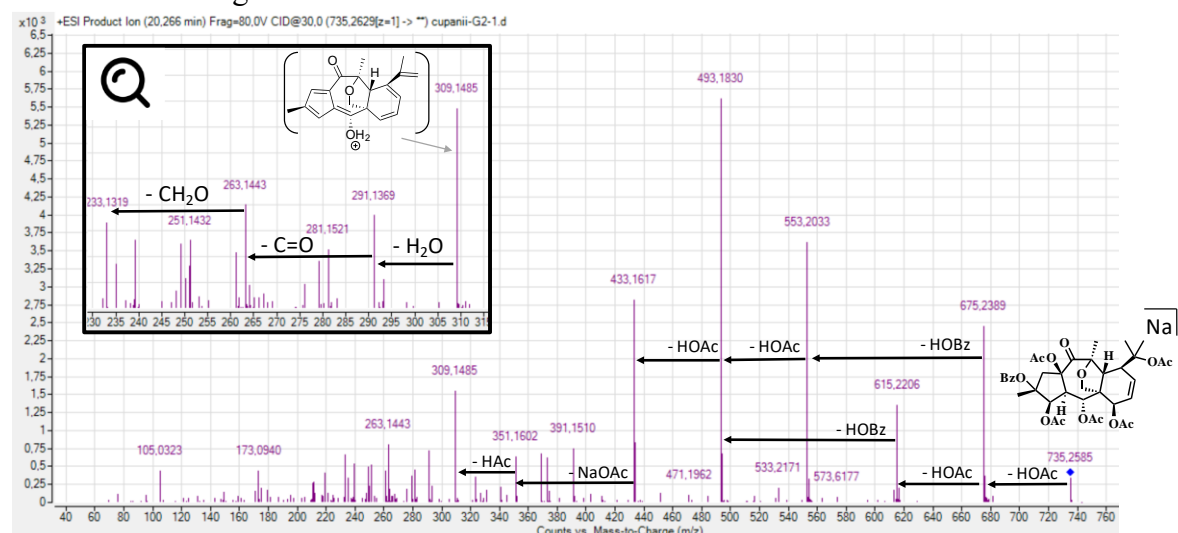 x10 3 +ESI Product Ion (20,266 min) Frag=80,0V CID@30,0 (735,2629[z=1] -> **) cupanii-G2-1.d
6,5
6,25
6
5,75
5,5
5,25
5
4,75
4,5
4,25
4
3,75
3,5
3,25
3
2,75
2,5
2,25
2
1,75
1,5
1,25
1
0,75
0,5
0,25
0
O
H
O
OH2
⊕
309,1485
233,1319
- CH2O
263,1443
251,1432
- C=O
281,1521
291,1369
- H2O
235 240 245 250 255 260 265 270 275 280 285 290 295 300 305 310
493,1830
553,2033
433,1617
675,2389
- HOAc
- HOAc
- HOBz
615,2206
309,1485
- HOBz
263,1443
391,1510
351,1602
105,0323
173,0940
- HAc
- NaOAc
471,1962
533,2171
573,6177
- HOAc
- HOAc
735,2585
Na
O
AcO
H
OAc
BzO
O
H
OAc
OAc
OAc
40 60 80 100 120 140 160 180 200 220 240 260 280 300 320 340 360 380 400 420 440 460 480 500 520 540 560 580 600 620 640 660 680 700 720 740 760
Counts vs. Mass-to-Charge (m/z)